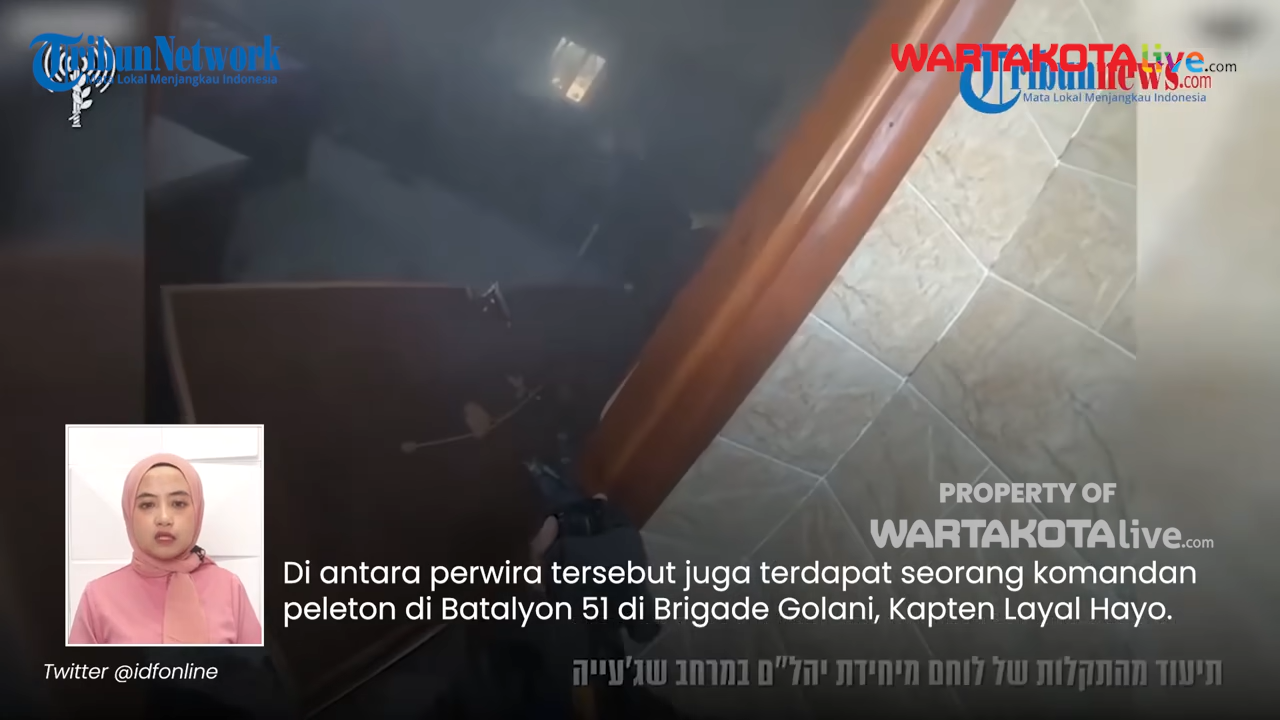 TribunNetwork
Mata Lokal Menjangkau Indonesia
WARTAKOTAlive.com
Tribunnews.com
Mata Lokal Menjangkau Indonesia
PROPERTY OF
WARTAKOTAlive.com
Di antara perwira tersebut juga terdapat seorang komandan
peleton di Batalyon 51 di Brigade Golani, Kapten Layal Hayo.
Twitter @idfonline
תיעוד מהתקלות של לוחם מיחידת יהל"ם במרחב שג'עייה